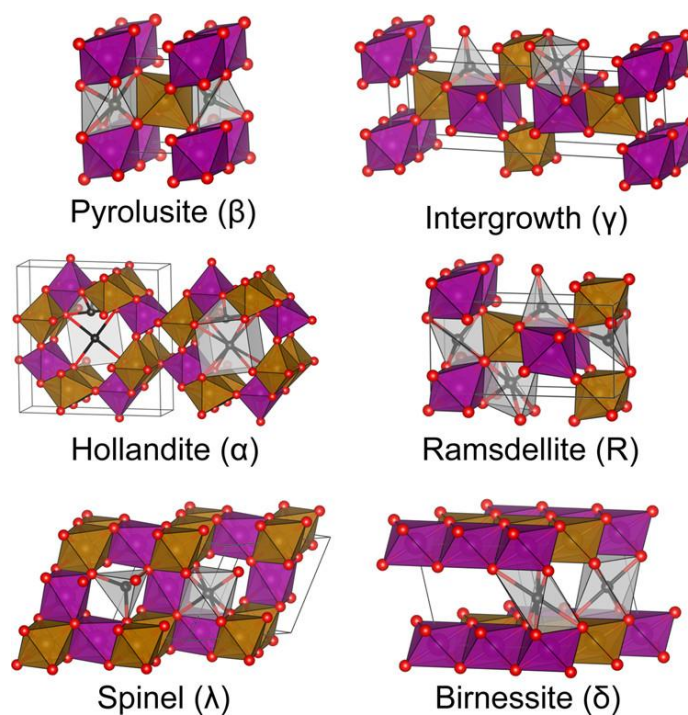 Pyrolusite (β)
Intergrowth (γ)
Hollandite (α)
Ramsdellite (R)
Spinel (λ)
Birnessite (δ)